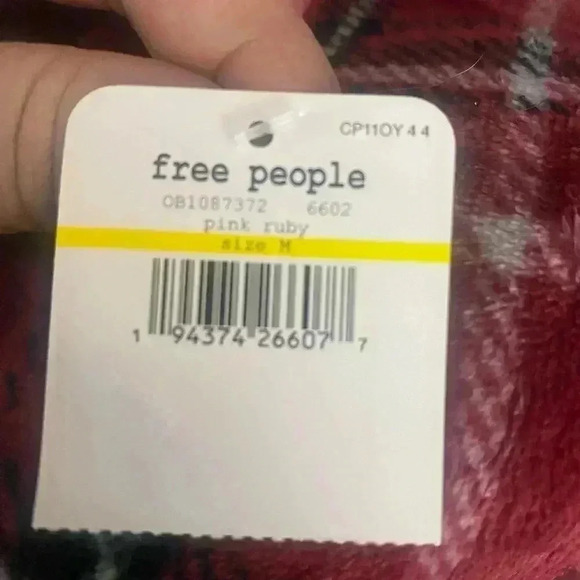 CP11OY 4 4
free people
OB1087372 6602
pink ruby
size M
1 94374 26607 7